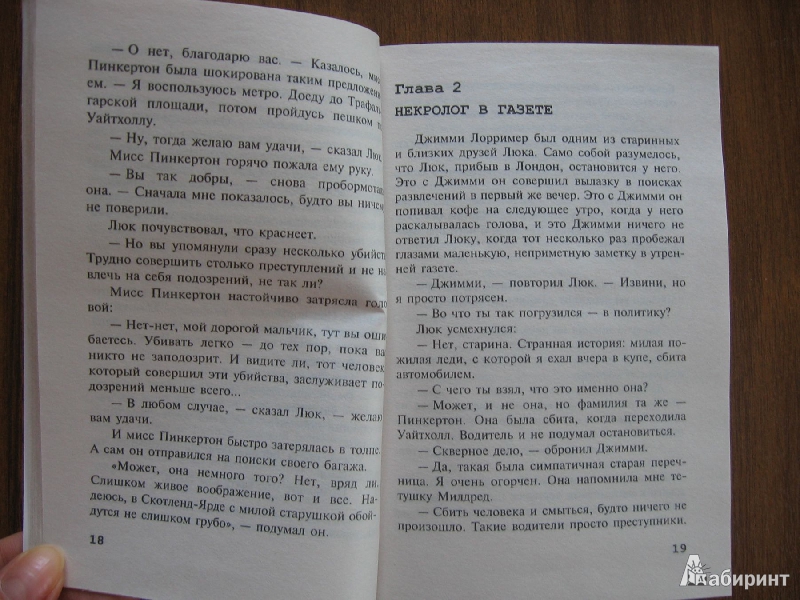 — О нет, благодарю вас. — Казалось, ми
Пинкертон была шокирована таким предложени
ем. — Я воспользуюсь метро. Доеду до Трафаль
гарской площади, потом пройдусь пешком п
Уайтхоллу.
— Ну, тогда желаю вам удачи, — сказал Люк
Мисс Пинкертон горячо пожала ему руку.
— Вы так добры, — снова пробормота
она. — Сначала мне показалось, будто вы ниче
не поверили.
Люк почувствовал, что краснеет.
— Но вы упомянули сразу несколько убийст
Трудно совершить столько преступлений и не на
влечь на себя подозрений, не так ли?
Мисс Пинкертон настойчиво затрясла голо
вой:
— Нет-нет, мой дорогой мальчик, тут вы оши
баетесь. Убивать легко — до тех пор, пока ва
никто не заподозрит. И видите ли, тот человек
который совершил эти убийства, заслуживает по-
дозрений меньше всего...
— В любом случае, — сказал Люк, — желаю
вам удачи.
И мисс Пинкертон быстро затерялась в толпе.
А сам он отправился на поиски своего багажа.
«Может, она немного того? Нет, вряд ли.
Слишком живое воображение, вот и все. На-
деюсь, в Скотленд-Ярде с милой старушкой обой-
дутся не слишком грубо», — подумал он.
18
Глава 2
НЕКРОЛОГ В ГАЗЕТЕ
Джимми Лорример был одним из старинных
и близких друзей Люка. Само собой разумелось,
что Люк, прибыв в Лондон, остановится у него.
Это с Джимми он совершил вылазку в поисках
развлечений в первый же вечер. Это с Джимми он
попивал кофе на следующее утро, когда у него
раскалывалась голова, и это Джимми ничего не
ответил Люку, когда тот несколько раз пробежал
глазами маленькую, неприметную заметку в утрен-
ней газете.
— Джимми, — повторил Люк. — Извини, но
я просто потрясен.
— Во что ты так погрузился — в политику?
Люк усмехнулся:
— Нет, старина. Странная история: милая по-
жилая леди, с которой я ехал вчера в купе, сбита
автомобилем.
— С чего ты взял, что это именно она?
— Может, и не она, но фамилия та же —
Пинкертон. Она была сбита, когда переходила
Уайтхолл. Водитель и не подумал остановиться.
— Скверное дело, — обронил Джимми.
— Да, такая была симпатичная старая переч-
ница. Я очень огорчен. Она напомнила мне те-
тушку Милдред.
— Сбить человека и смыться, будто ничего не
произошло. Такие водители просто преступники.
19
Лабиринт